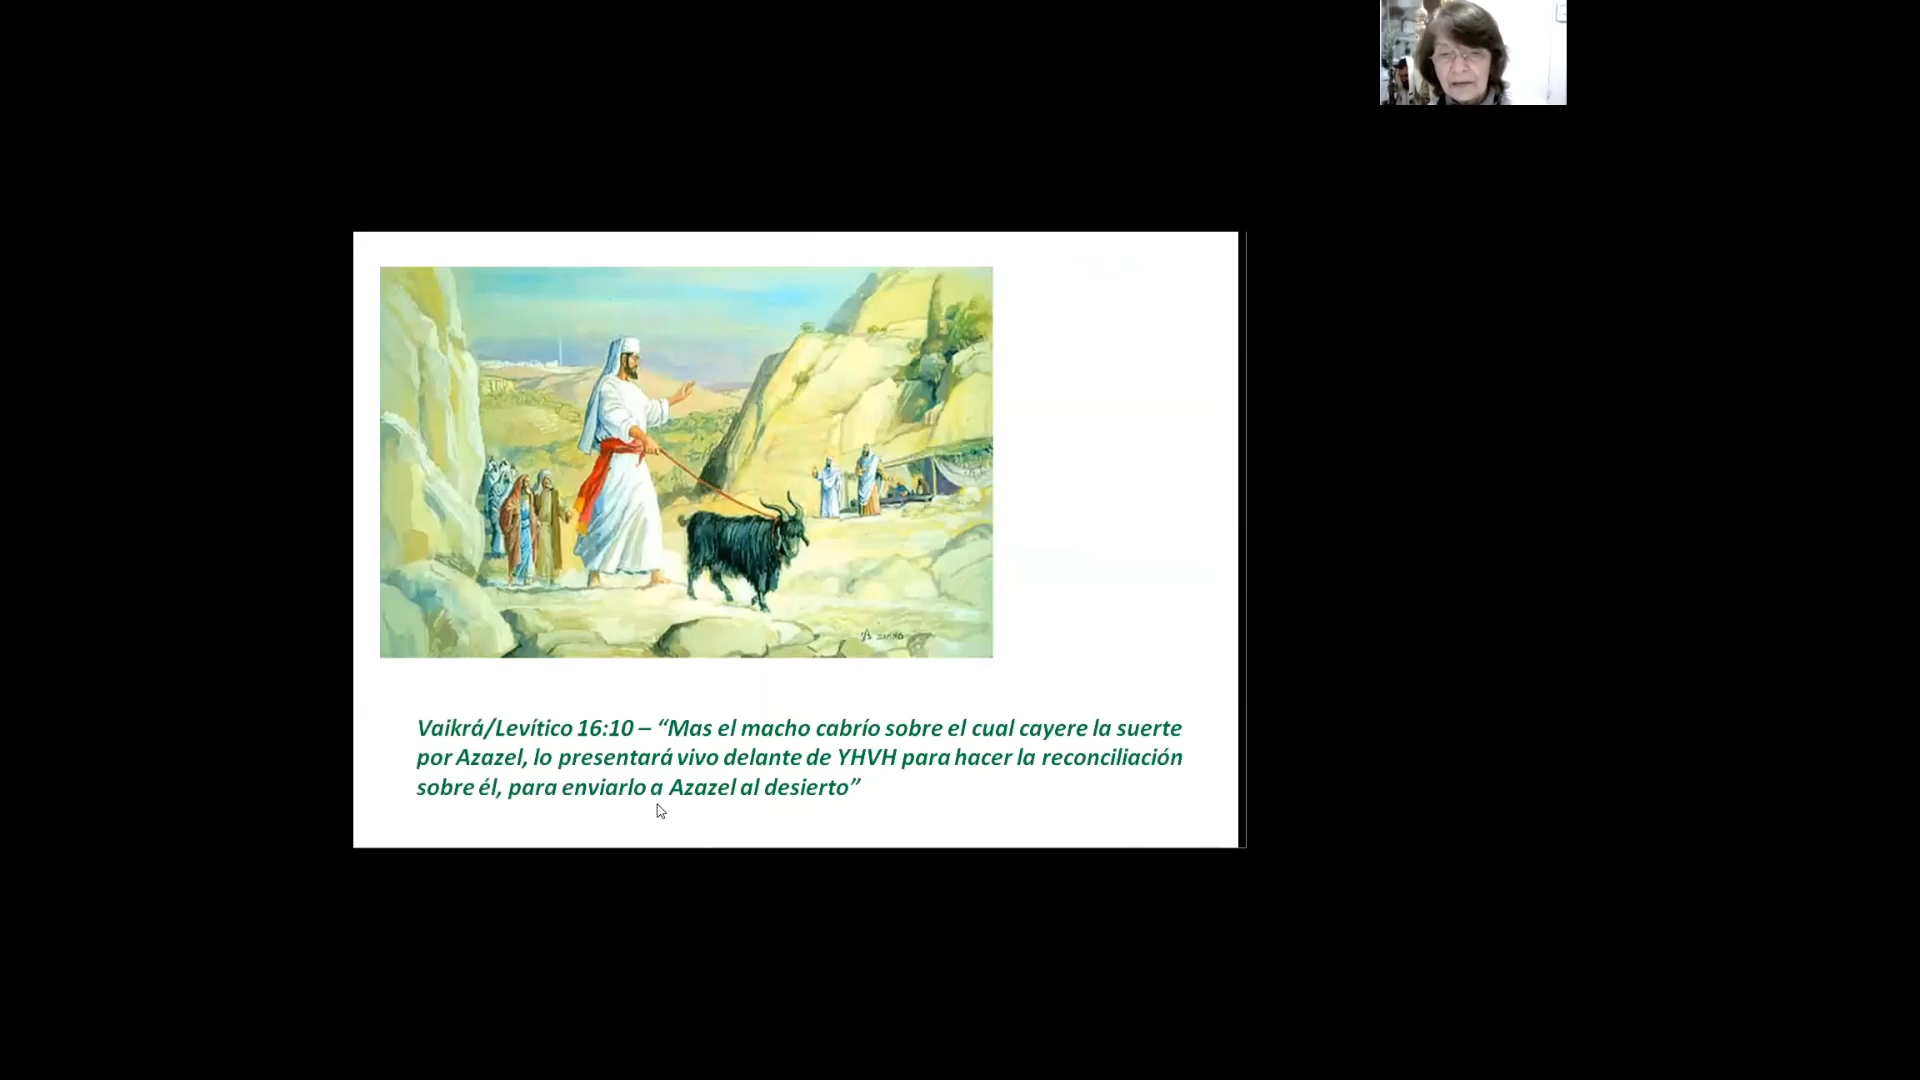 Vaikrá/Levítico 16:10 – “Mas el macho cabrío sobre el cual cayere la suerte
por Azazel, lo presentará vivo delante de YHVH para hacer la reconciliación
sobre él, para enviarlo a Azazel al desierto”